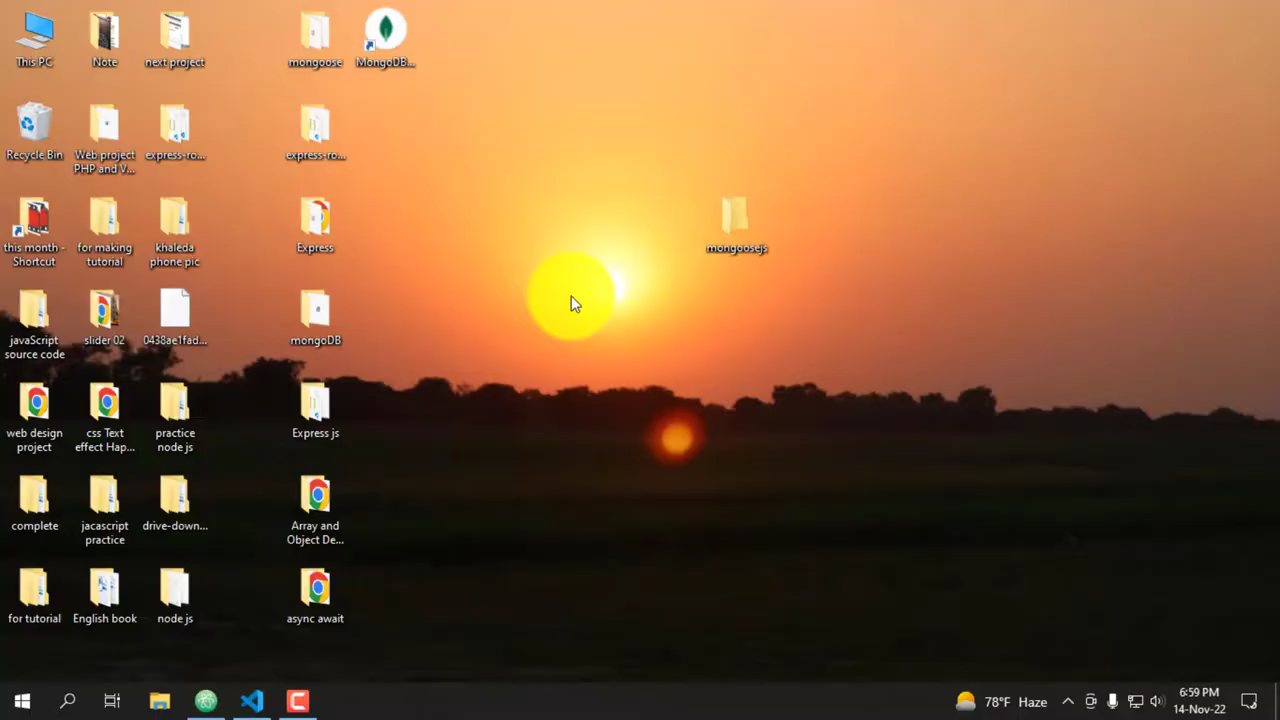 This PC
Note
next project
mongoose
MongoDB...
Recycle Bin
Web project
PHP and V...
express-ro...
express-ro...
this month -
Shortcut
for making
tutorial
khaleda
phone pic
Express
mongoosejs
javaScript
source code
slider 02
0438ae1fad...
mongoDB
web design
project
css Text
effect Hap...
practice
node js
Express js
complete
jacascript
practice
drive-down...
Array and
Object De...
for tutorial
English book
node js
async await
78°F Haze
6:59 PM
14-Nov-22